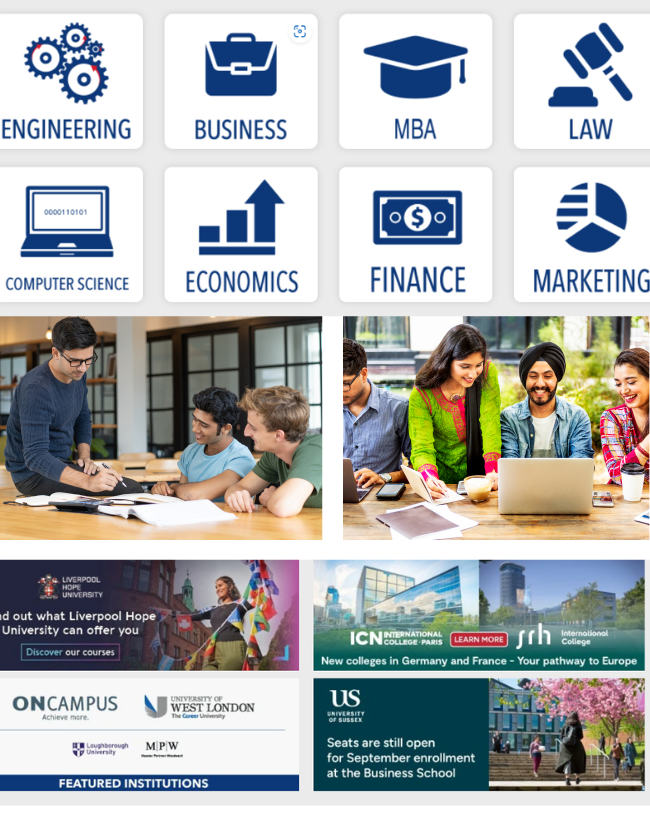 ENGINEERING
BUSINESS
MBA
LAW
0000110101
COMPUTER SCIENCE
ECONOMICS
$
FINANCE
MARKETING
LIVERPOOL
HOPE
UNIVERSITY
nd out what Liverpool Hope
University can offer you
Discover our courses
ICN INTERNATIONAL
COLLEGE · PARIS
LEARN MORE
srh International
College
New colleges in Germany and France – Your pathway to Europe
ONCAMPUS
Achieve more.
UNIVERSITY OF
WEST LONDON
The Career University
Loughborough
University
M|P|W
FEATURED INSTITUTIONS
US
UNIVERSITY
OF SUSSEX
Seats are still open
for September enrollment
at the Business School